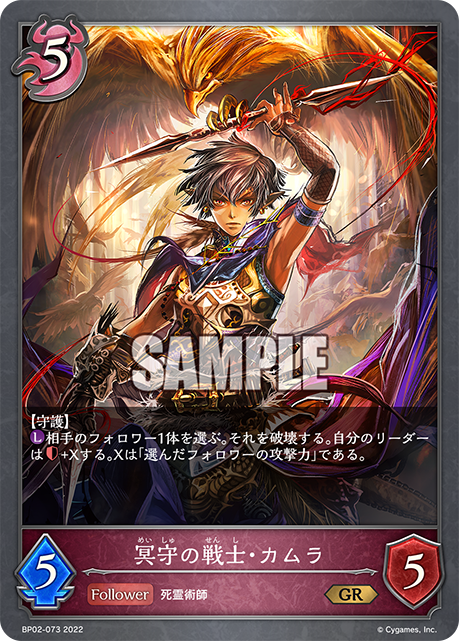 5
SAMPLE
【守護】
相手のフォロワー1体を選ぶ。それを破壊する。自分のリーダー
は+Xする。Xは「選んだフォロワーの攻撃力」である。
めいしゅ せんし
冥守の戦士・カムラ
5
Follower 死霊術師
GR
5
BP02-073 2022
© Cygames, Inc.